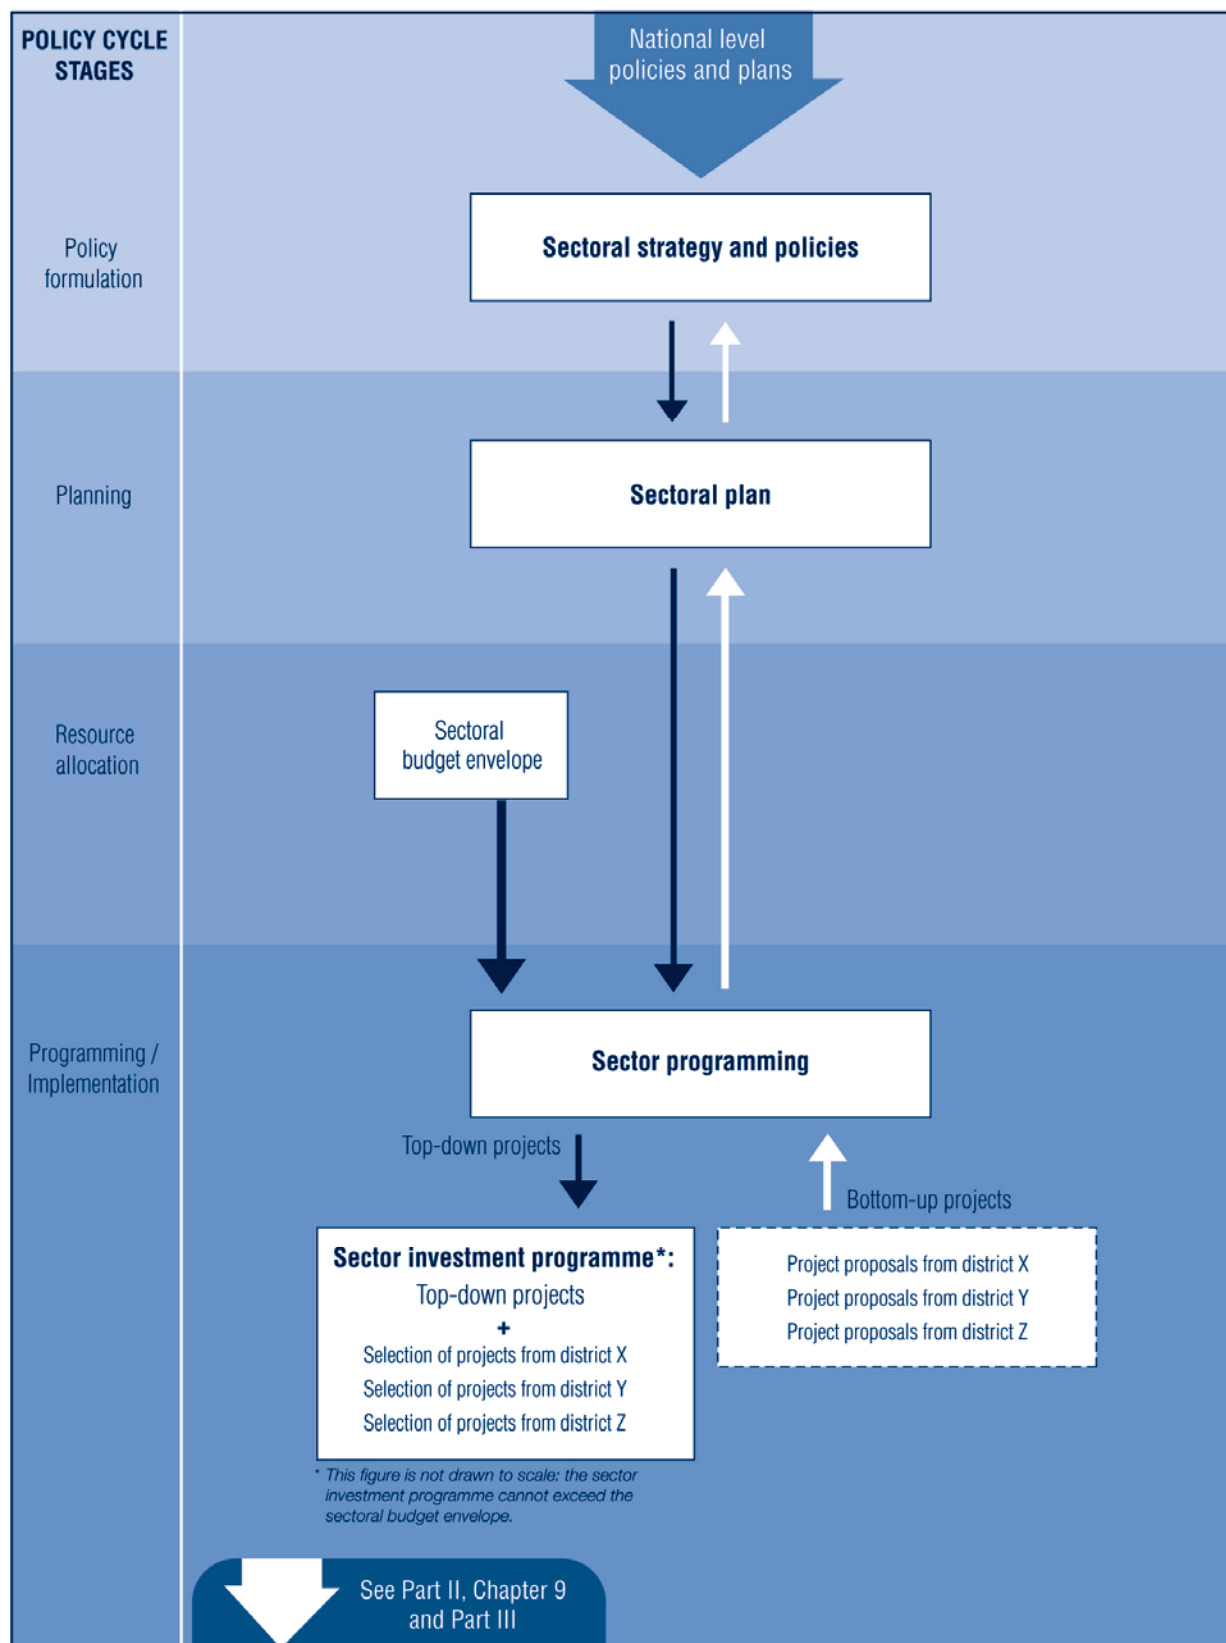 POLICY CYCLE
STAGES
National level
policies and plans
Policy
formulation
Sectoral strategy and policies
Planning
Sectoral plan
Resource
allocation
Sectoral
budget envelope
Programming /
Implementation
Sector programming
Top-down projects
Bottom-up projects
Sector investment programme*:
Top-down projects
+
Selection of projects from district X
Selection of projects from district Y
Selection of projects from district Z
Project proposals from district X
Project proposals from district Y
Project proposals from district Z
* This figure is not drawn to scale: the sector
investment programme cannot exceed the
sectoral budget envelope.
See Part II, Chapter 9
and Part III